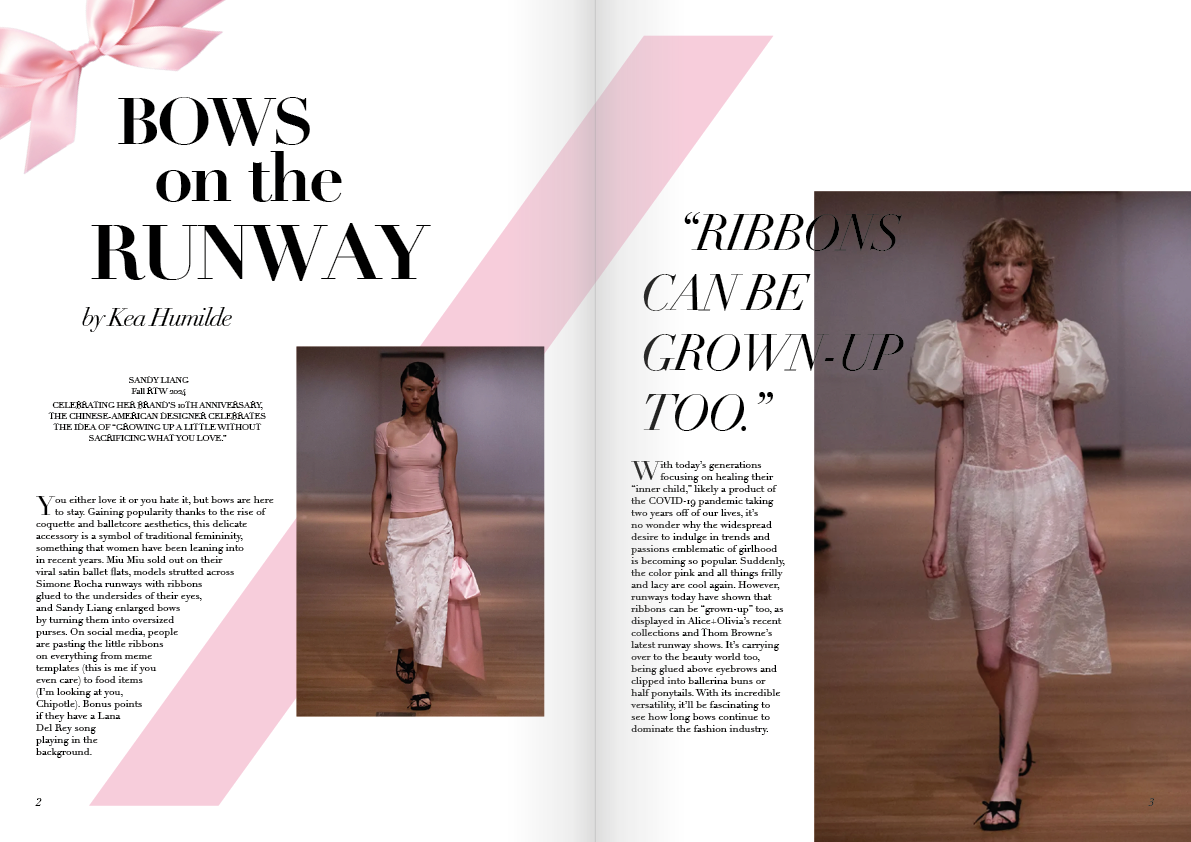 BOWS
on the
RUNWAY
by Kea Humilde
SANDY LIANG
Fall RTW 2024
CELEBRATING HER BRAND'S 10TH ANNIVERSARY,
THE CHINESE-AMERICAN DESIGNER CELEBRATES
THE IDEA OF “GROWING UP A LITTLE WITHOUT
SACRIFICING WHAT YOU LOVE.”
You either love it or you hate it, but bows are here
to stay. Gaining popularity thanks to the rise of
coquette and balletcore aesthetics, this delicate
accessory is a symbol of traditional femininity,
something that women have been leaning into
in recent years. Miu Miu sold out on their
viral satin ballet flats, models strutted across
Simone Rocha runways with ribbons
glued to the undersides of their eyes,
and Sandy Liang enlarged bows
by turning them into oversized
purses. On social media, people
are pasting the little ribbons
on everything from meme
templates (this is me if you
even care) to food items
(I'm looking at you,
Chipotle). Bonus points
if they have a Lana
Del Rey song
playing in the
background.
2
“RIBBONS
CAN BE
GROWN-UP
TOO.”
With today's generations
focusing on healing their
“inner child,” likely a product of
the COVID-19 pandemic taking
two years off of our lives, it's
no wonder why the widespread
desire to indulge in trends and
passions emblematic of girlhood
is becoming so popular. Suddenly,
the color pink and all things frilly
and lacy are cool again. However,
runways today have shown that
ribbons can be “grown-up” too, as
displayed in Alice+Olivia's recent
collections and Thom Browne's
latest runway shows. It's carrying
over to the beauty world too,
being glued above eyebrows and
clipped into ballerina buns or
half ponytails. With its incredible
versatility, it'll be fascinating to
see how long bows continue to
dominate the fashion industry.
3